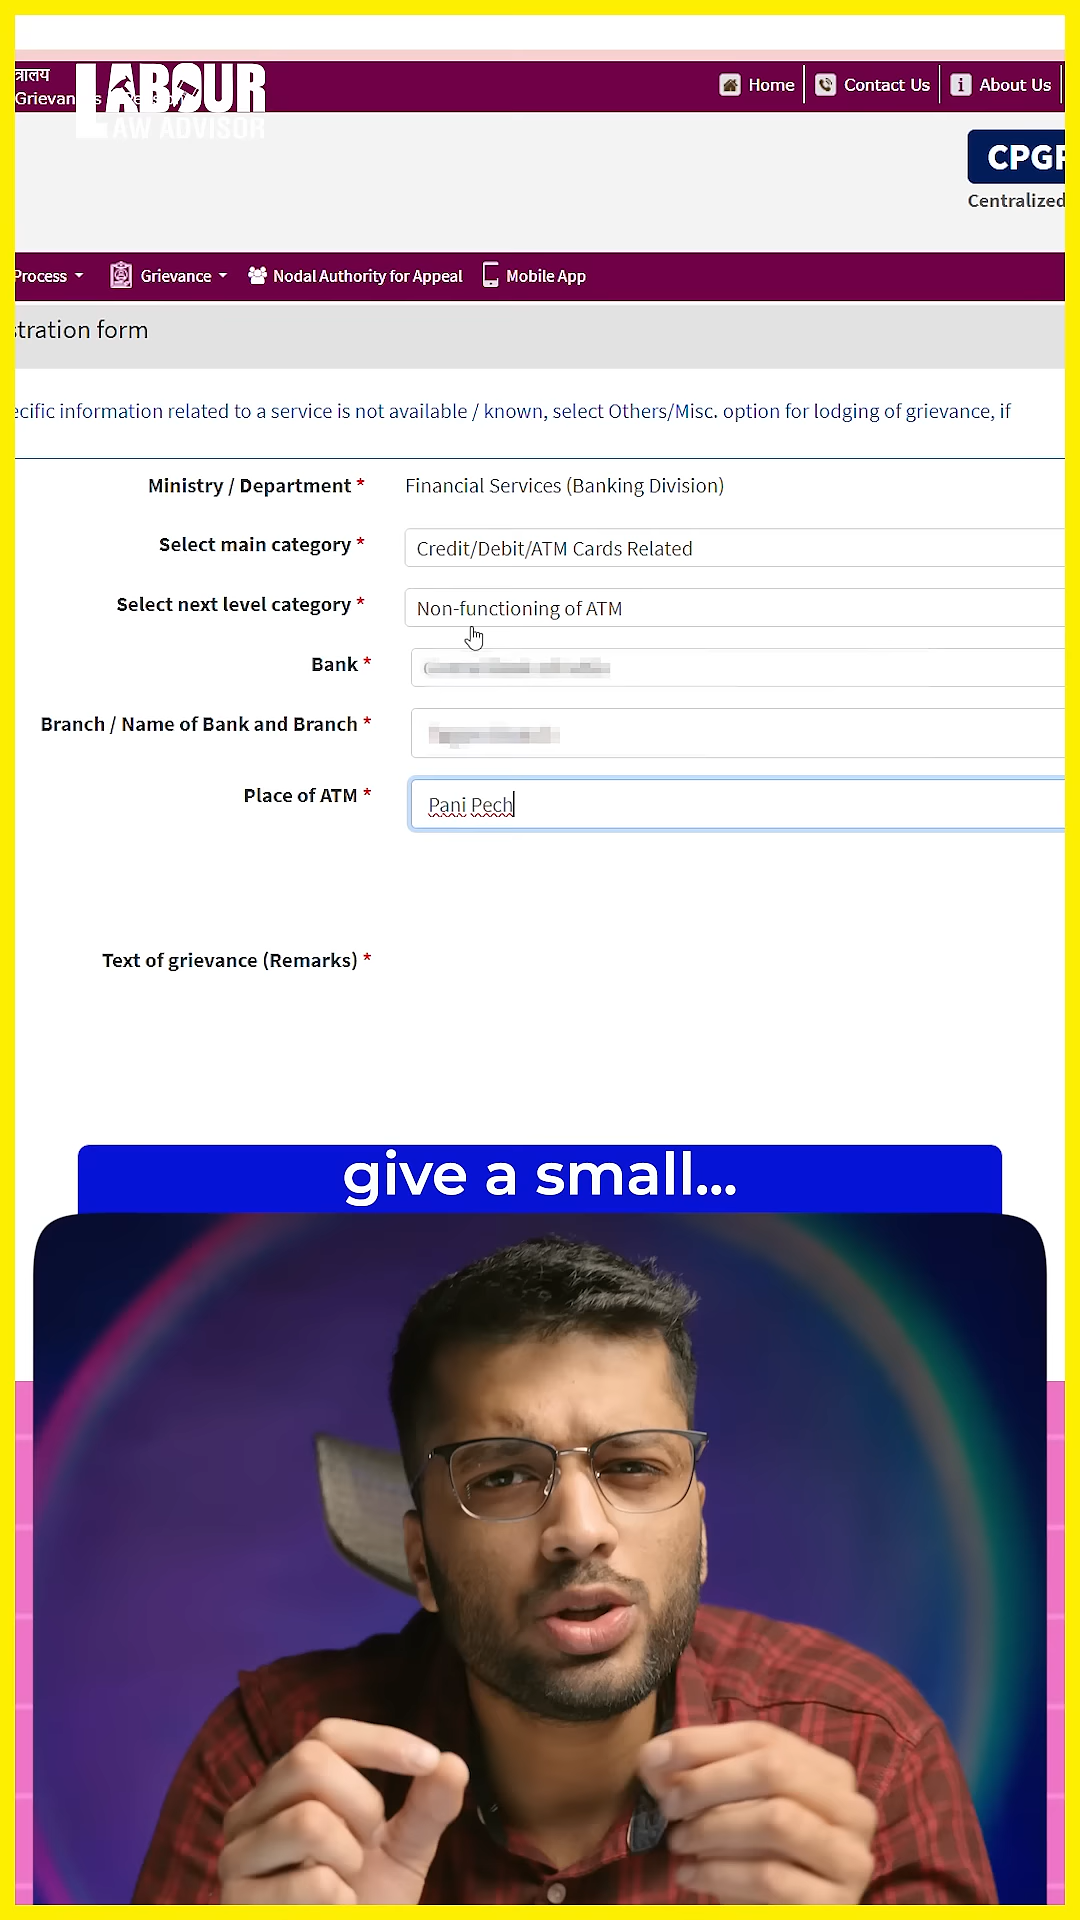 त्रालय
LABOUR
LAW ADVISOR
Home
Contact Us
About Us
CPGR
Centralized
Process
Grievance
Nodal Authority for Appeal
Mobile App
stration form
ecific information related to a service is not available / known, select Others/Misc. option for lodging of grievance, if
Ministry / Department * Financial Services (Banking Division)
Select main category * Credit/Debit/ATM Cards Related
Select next level category * Non-functioning of ATM
Bank *
Branch / Name of Bank and Branch *
Place of ATM * Pani Pech
Text of grievance (Remarks) *
give a small...